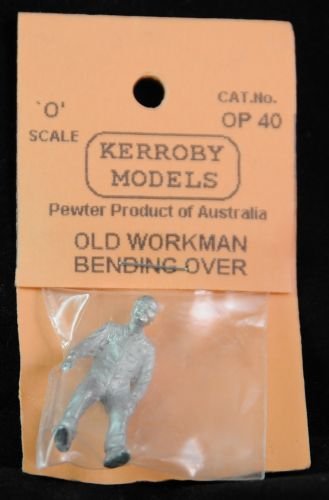 'O'
SCALE
CAT.No.
OP 40
KERROBY
MODELS
Pewter Product of Australia
OLD WORKMAN
BENDING OVER